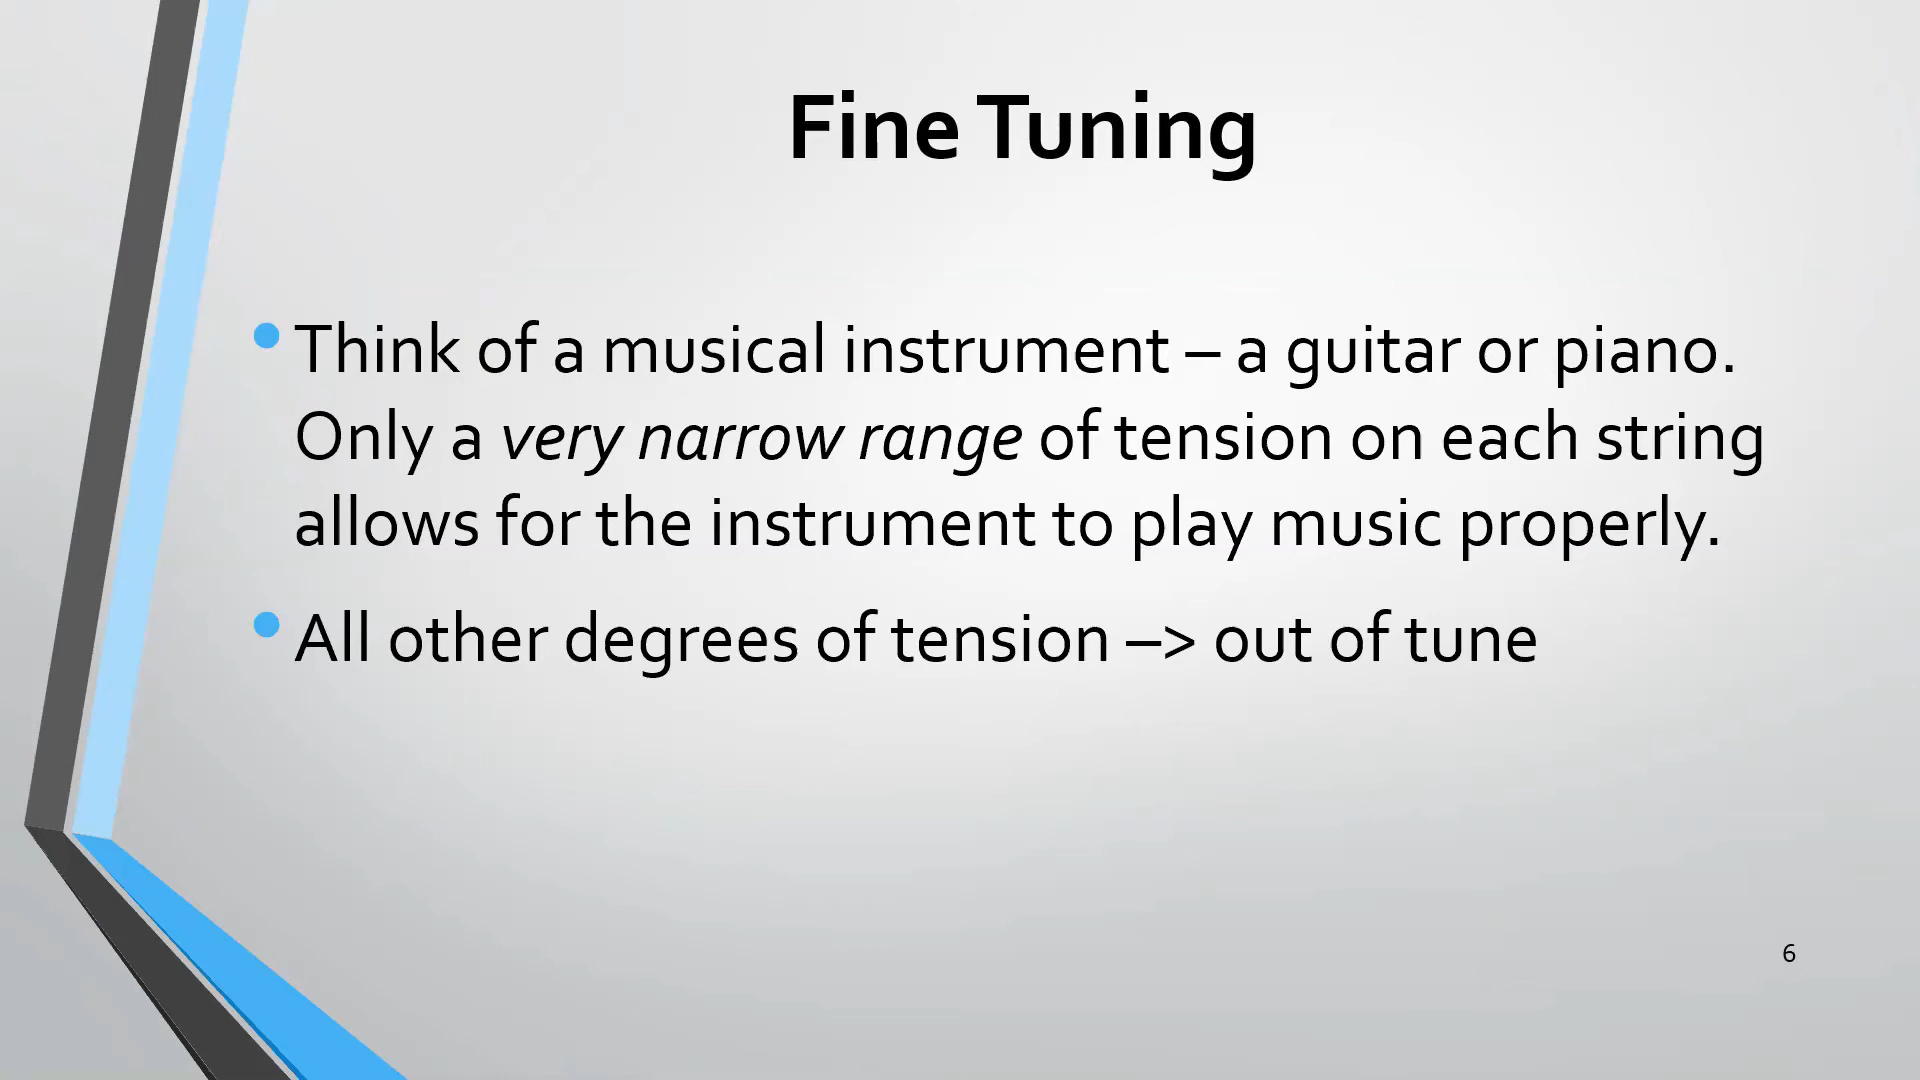 Fine Tuning
• Think of a musical instrument – a guitar or piano.
Only a very narrow range of tension on each string
allows for the instrument to play music properly.
• All other degrees of tension –> out of tune
6